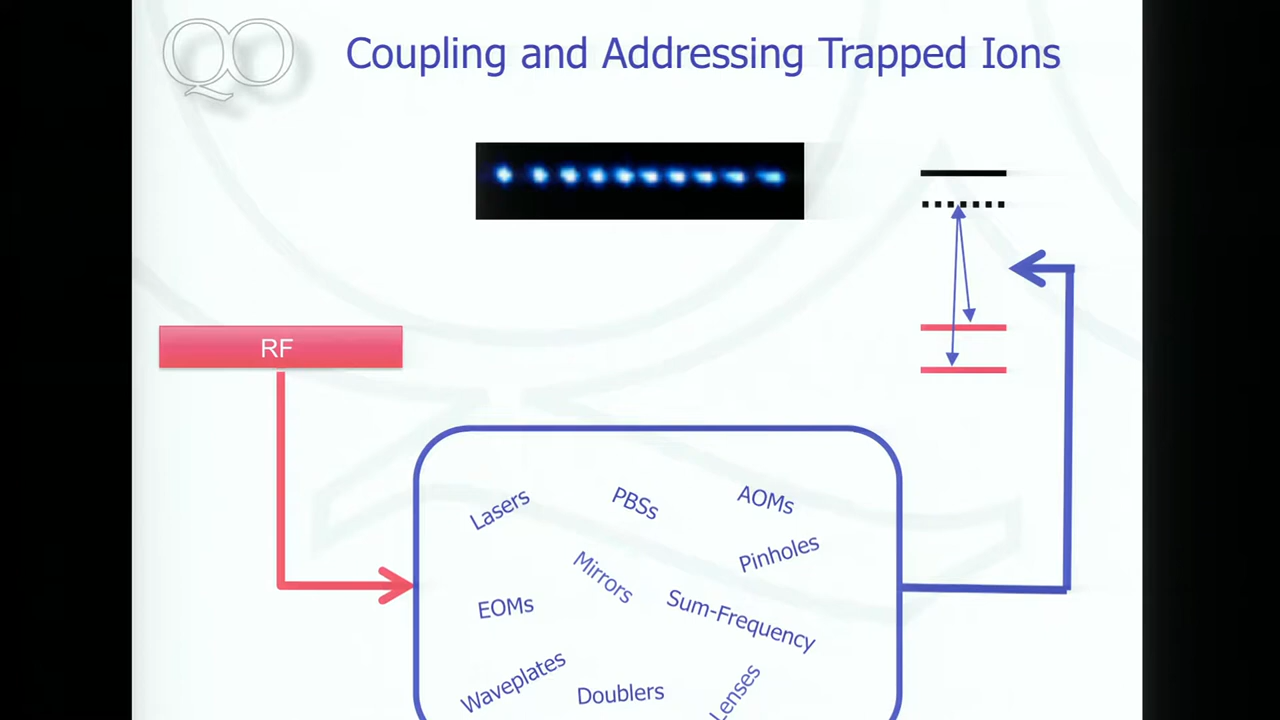 QO
Coupling and Addressing Trapped Ions
RF
Lasers
PBSs
AOMs
Mirrors
Pinholes
EOMs
Sum-Frequency
Waveplates
Doublers
Lenses